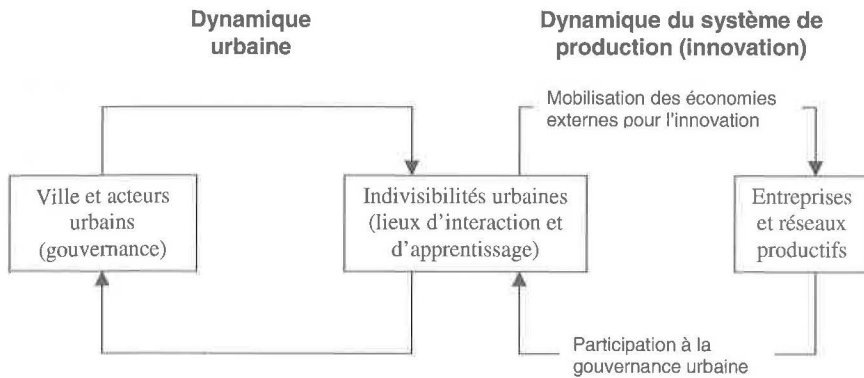 Dynamique
urbaine
Dynamique du système de
production (innovation)
Mobilisation des économies
externes pour l'innovation
Ville et acteurs
urbains
(gouvernance)
Indivisibilités urbaines
(lieux d'interaction et
d'apprentissage)
Entreprises
et réseaux
productifs
Participation à la
gouvernance urbaine